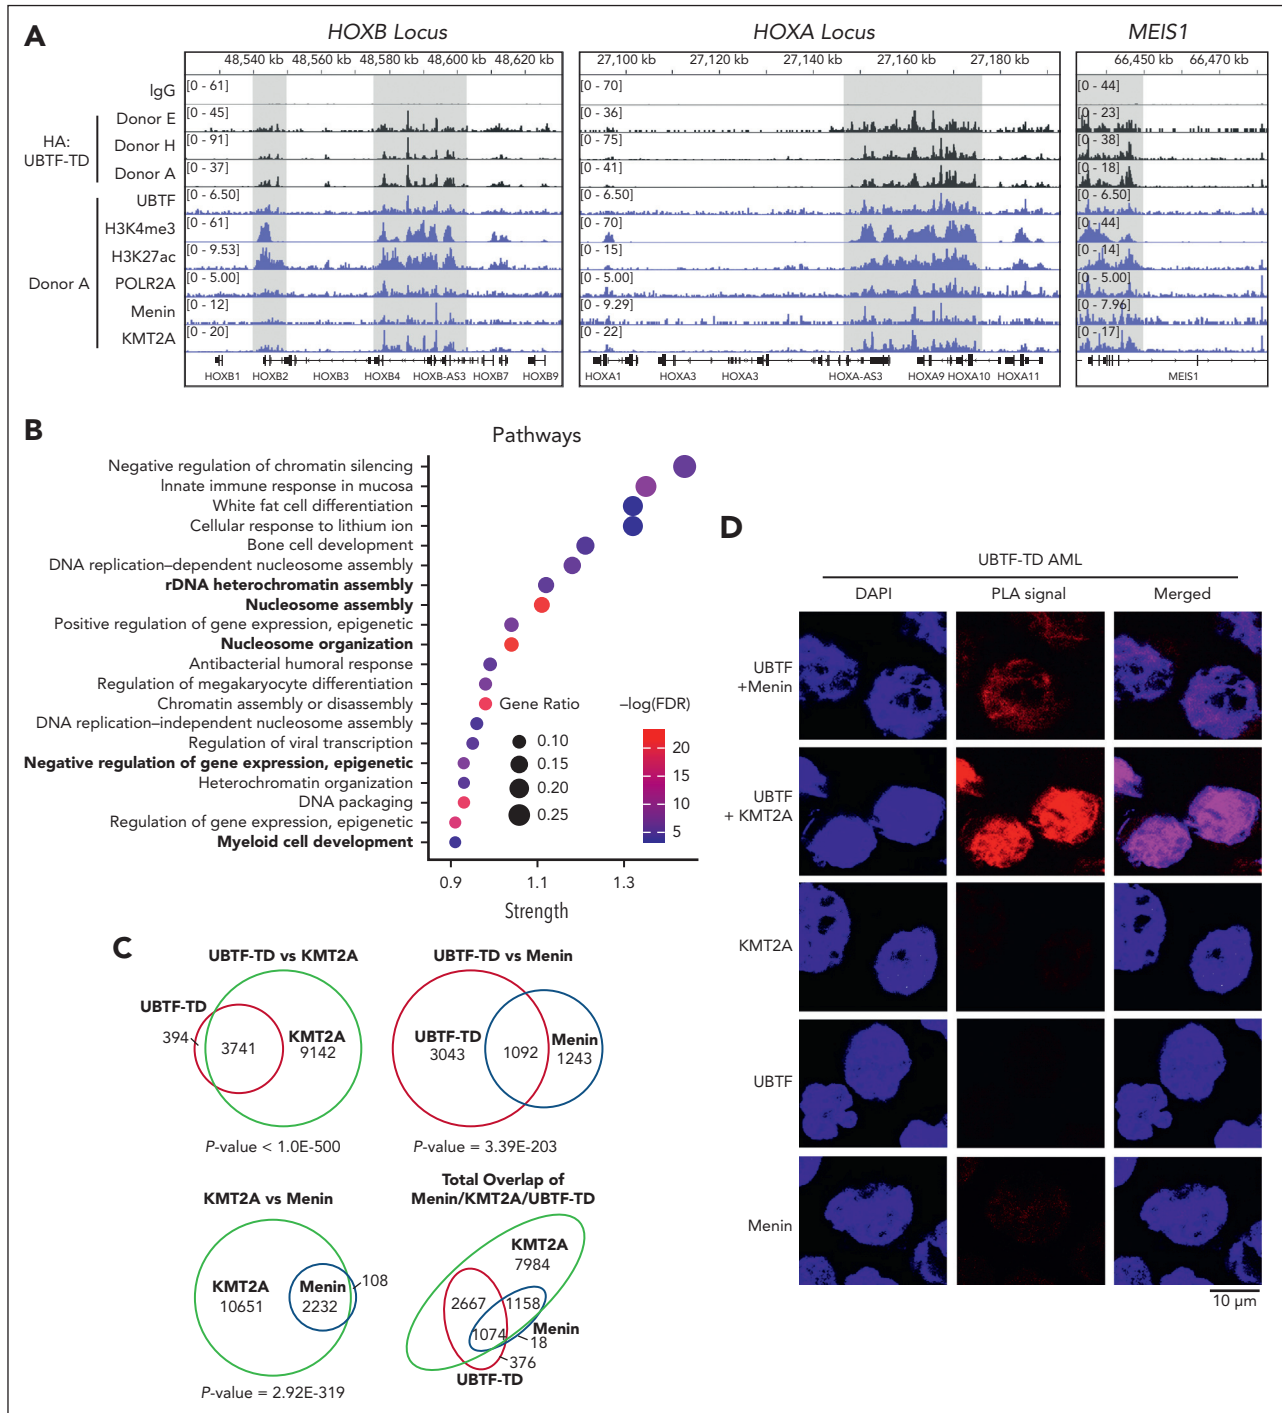 A
HOXB Locus
HOXA Locus
MEIS1
48,540 kb 48,560 kb 48,580 kb 48,600 kb 48,620 kb
27,100 kb 27,120 kb 27,140 kb 27,160 kb 27,180 kb
66,450 kb 66,470 kb
IgG [0 - 61] [0 - 70] [0 - 44]
HA:
UBTF-TD
Donor E [0 - 45] [0 - 36] [0 - 23]
Donor H [0 - 91] [0 - 75] [0 - 38]
Donor A [0 - 37] [0 - 41] [0 - 18]
Donor A
UBTF [0 - 6.50] [0 - 6.50] [0 - 6.50]
H3K4me3 [0 - 61] [0 - 70] [0 - 44]
H3K27ac [0 - 9.53] [0 - 15] [0 - 14]
POLR2A [0 - 5.00] [0 - 5.00] [0 - 5.00]
Menin [0 - 12] [0 - 9.29] [0 - 7.96]
KMT2A [0 - 20] [0 - 22] [0 - 17]
HOXB1 HOXB2 HOXB3 HOXB4 HOXB-AS3 HOXB7 HOXB9
HOXA1 HOXA3 HOXA3 HOXA-AS3 HOXA9 HOXA10 HOXA11
MEIS1
B
Pathways
Negative regulation of chromatin silencing
Innate immune response in mucosa
White fat cell differentiation
Cellular response to lithium ion
Bone cell development
DNA replication–dependent nucleosome assembly
rDNA heterochromatin assembly
Nucleosome assembly
Positive regulation of gene expression, epigenetic
Nucleosome organization
Antibacterial humoral response
Regulation of megakaryocyte differentiation
Chromatin assembly or disassembly
DNA replication–independent nucleosome assembly
Regulation of viral transcription
Negative regulation of gene expression, epigenetic
Heterochromatin organization
DNA packaging
Regulation of gene expression, epigenetic
Myeloid cell development
Gene Ratio
0.10
0.15
0.20
0.25
–log(FDR)
20
15
10
5
0.9 1.1 1.3
Strength
C
UBTF-TD vs KMT2A
UBTF-TD
394
3741
KMT2A
9142
P-value < 1.0E-500
UBTF-TD vs Menin
UBTF-TD
3043
1092
Menin
1243
P-value = 3.39E-203
KMT2A vs Menin
KMT2A
10651
Menin
2232
108
P-value = 2.92E-319
Total Overlap of
Menin/KMT2A/UBTF-TD
KMT2A
7984
2667
1158
1074
Menin
18
376
UBTF-TD
D
UBTF-TD AML
DAPI PLA signal Merged
UBTF
+Menin
UBTF
+ KMT2A
KMT2A
UBTF
Menin
10 µm